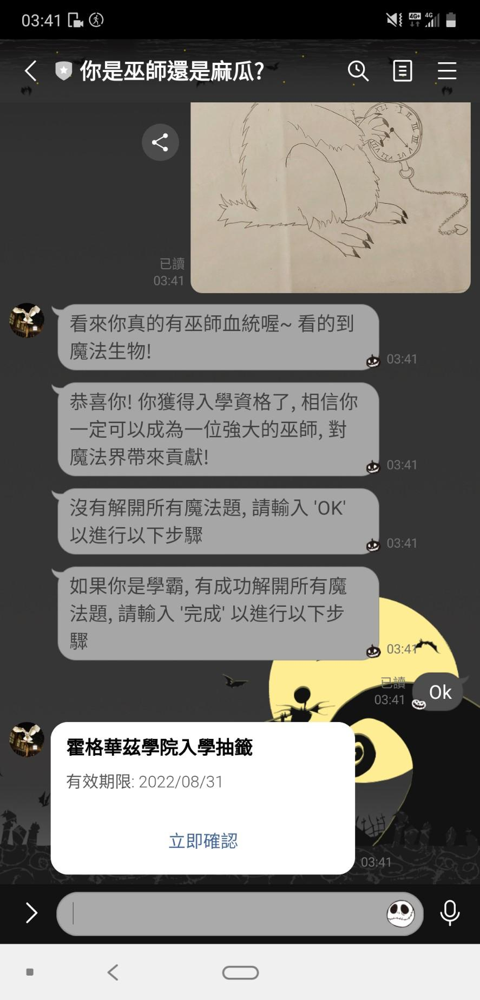 03:41
4G+
4G
你是巫師還是麻瓜?
已讀
03:41
看來你真的有巫師血統喔~ 看的到
魔法生物!
03:41
恭喜你! 你獲得入學資格了, 相信你
一定可以成為一位強大的巫師, 對
魔法界帶來貢獻!
03:41
沒有解開所有魔法題, 請輸入 'OK'
以進行以下步驟
03:41
如果你是學霸, 有成功解開所有魔
法題, 請輸入 '完成' 以進行以下步
驟
03:41
已讀
03:41
Ok
霍格華茲學院入學抽籤
有效期限: 2022/08/31
立即確認
03:41